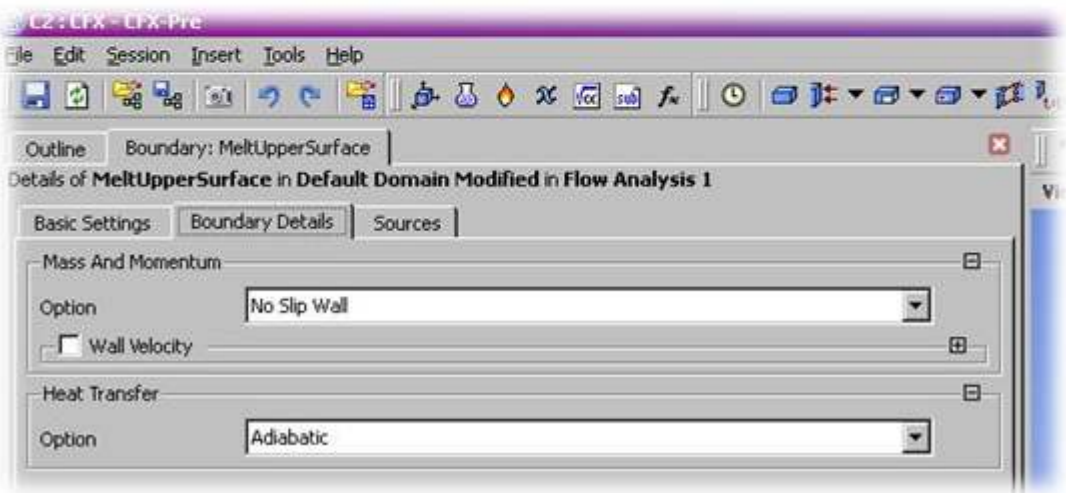 C2 : CFX - CFX-Pre
File Edit Session Insert Tools Help
Outline Boundary: MeltUpperSurface
Details of MeltUpperSurface in Default Domain Modified in Flow Analysis 1
Basic Settings Boundary Details Sources
Mass And Momentum
Option No Slip Wall
Wall Velocity
Heat Transfer
Option Adiabatic